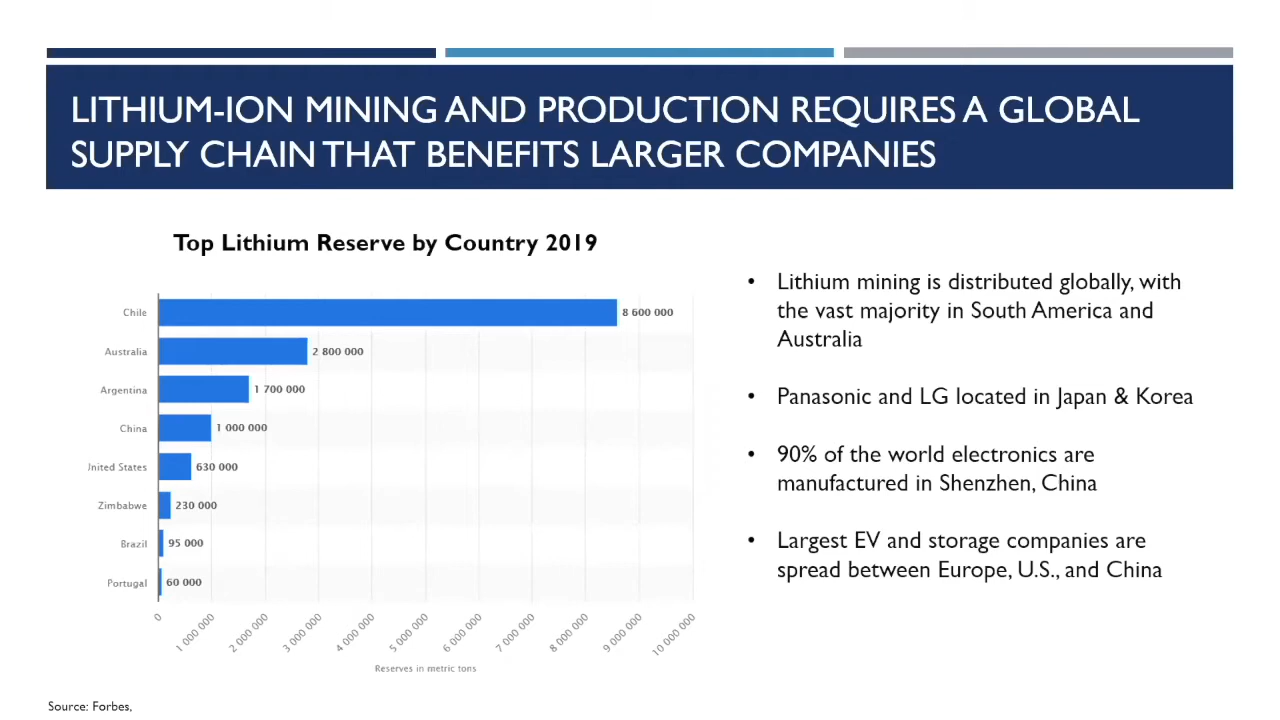 LITHIUM-ION MINING AND PRODUCTION REQUIRES A GLOBAL
SUPPLY CHAIN THAT BENEFITS LARGER COMPANIES
Top Lithium Reserve by Country 2019
Chile 8 600 000
Australia 2 800 000
Argentina 1 700 000
China 1 000 000
Jnited States 630 000
Zimbabwe 230 000
Brazil 95 000
Portugal 60 000
0 1 000 000 2 000 000 3 000 000 4 000 000 5 000 000 6 000 000 7 000 000 8 000 000 9 000 000 10 000 000
Reserves in metric tons
• Lithium mining is distributed globally, with
the vast majority in South America and
Australia
• Panasonic and LG located in Japan & Korea
• 90% of the world electronics are
manufactured in Shenzhen, China
• Largest EV and storage companies are
spread between Europe, U.S., and China
Source: Forbes,